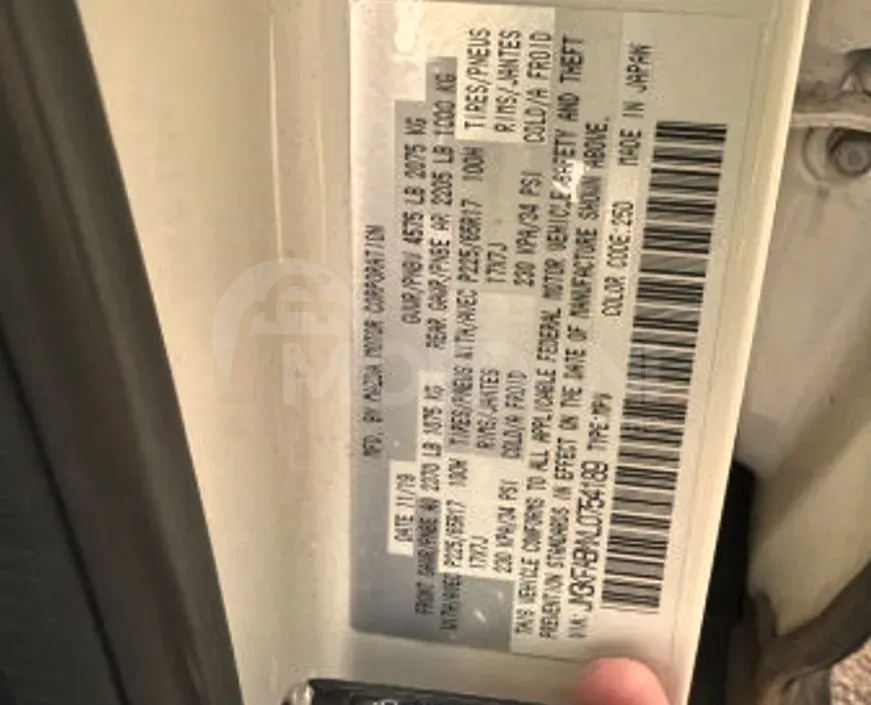 MFD. BY MAZDA MOTOR CORPORATION
DATE 11/19 GVWR/PNBV 4575 LB 2075 KG
FRONT GAWR/PNBE AV 2370 LB 1075 KG REAR GAWR/PNBE AR 2205 LB 1000 KG
WITH/AVEC P225/65R17 100H TIRES/PNEUS WITH/AVEC P225/65R17 100H TIRES/PNEUS
17X7J RIMS/JANTES 17X7J RIMS/JANTES
230 KPA/34 PSI COLD/A FROID 230 KPA/34 PSI COLD/A FROID
THIS VEHICLE CONFORMS TO ALL APPLICABLE FEDERAL MOTOR VEHICLE SAFETY AND THEFT
PREVENTION STANDARDS IN EFFECT ON THE DATE OF MANUFACTURE SHOWN ABOVE.
TYPE:MPV COLOR CODE:25D MADE IN JAPAN